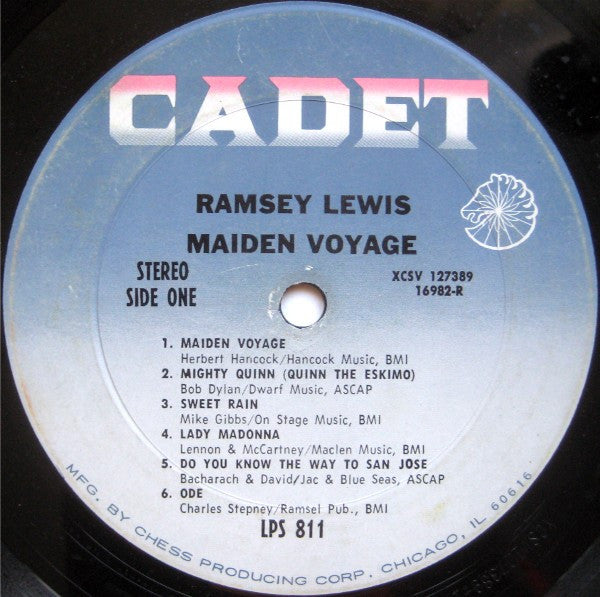 CADET
RAMSEY LEWIS
MAIDEN VOYAGE
STEREO
SIDE ONE
XCSV 127389
16982-R
1. MAIDEN VOYAGE
Herbert Hancock/Hancock Music, BMI
2. MIGHTY QUINN (QUINN THE ESKIMO)
Bob Dylan/Dwarf Music, ASCAP
3. SWEET RAIN
Mike Gibbs/On Stage Music, BMI
4. LADY MADONNA
Lennon & McCartney/Maclen Music, BMI
5. DO YOU KNOW THE WAY TO SAN JOSE
Bacharach & David/Jac & Blue Seas, ASCAP
6. ODE
Charles Stepney/Ramsel Pub., BMI
LPS 811
MFG. BY CHESS PRODUCING CORP. CHICAGO, IL 60616